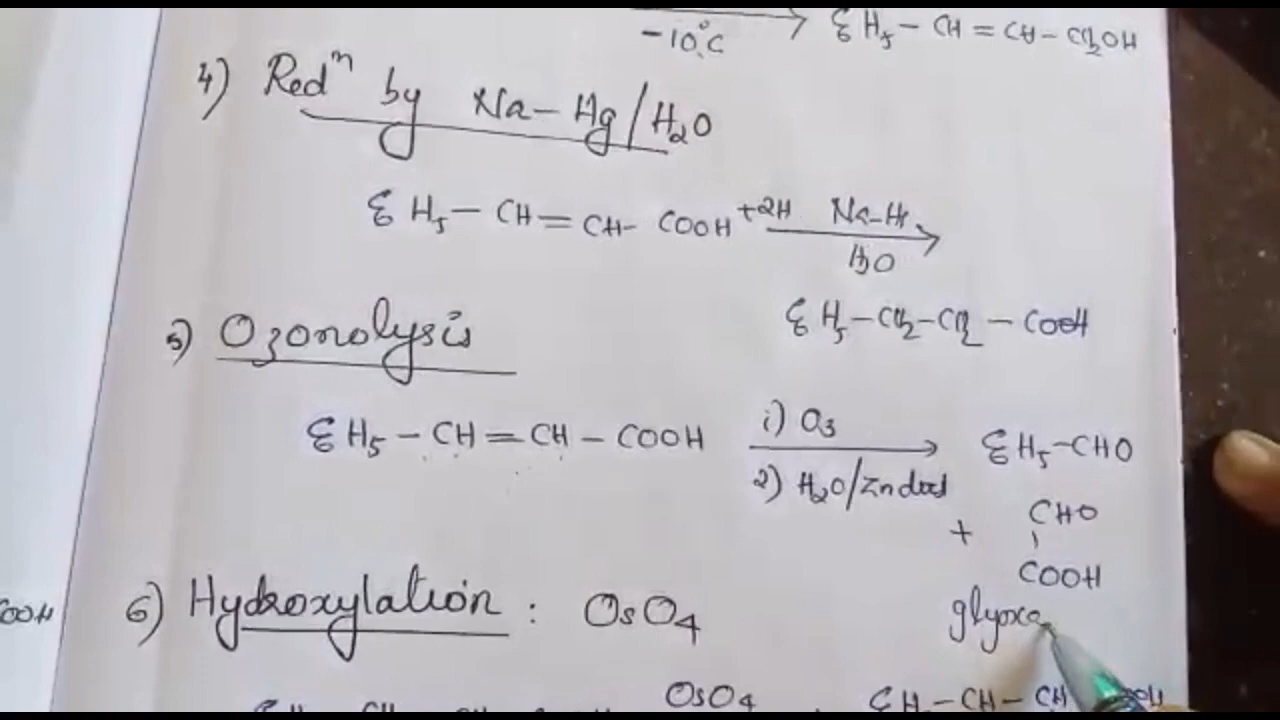 -10°C → C6H5 - CH = CH - CH2OH
4) Redn by Na-Hg/H2O
C6H5 - CH = CH - COOH +2H Na-Hg →
H2O
C6H5 - CH2 - CH2 - COOH
5) Ozonolysis
C6H5 - CH = CH - COOH i) O3 → C6H5 - CHO
2) H2O/Zn dust
+ CHO
COOH
glyoxa
6) Hydroxylation : OsO4
COOH
OsO4